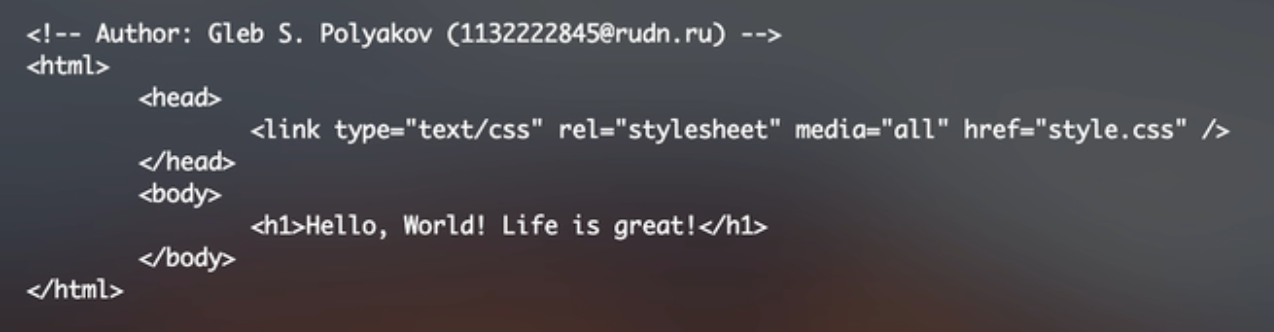 <!-- Author: Gleb S. Polyakov (1132222845@rudn.ru) -->
<html>
        <head>
                <link type="text/css" rel="stylesheet" media="all" href="style.css" />
        </head>
        <body>
                <h1>Hello, World! Life is great!</h1>
        </body>
</html>